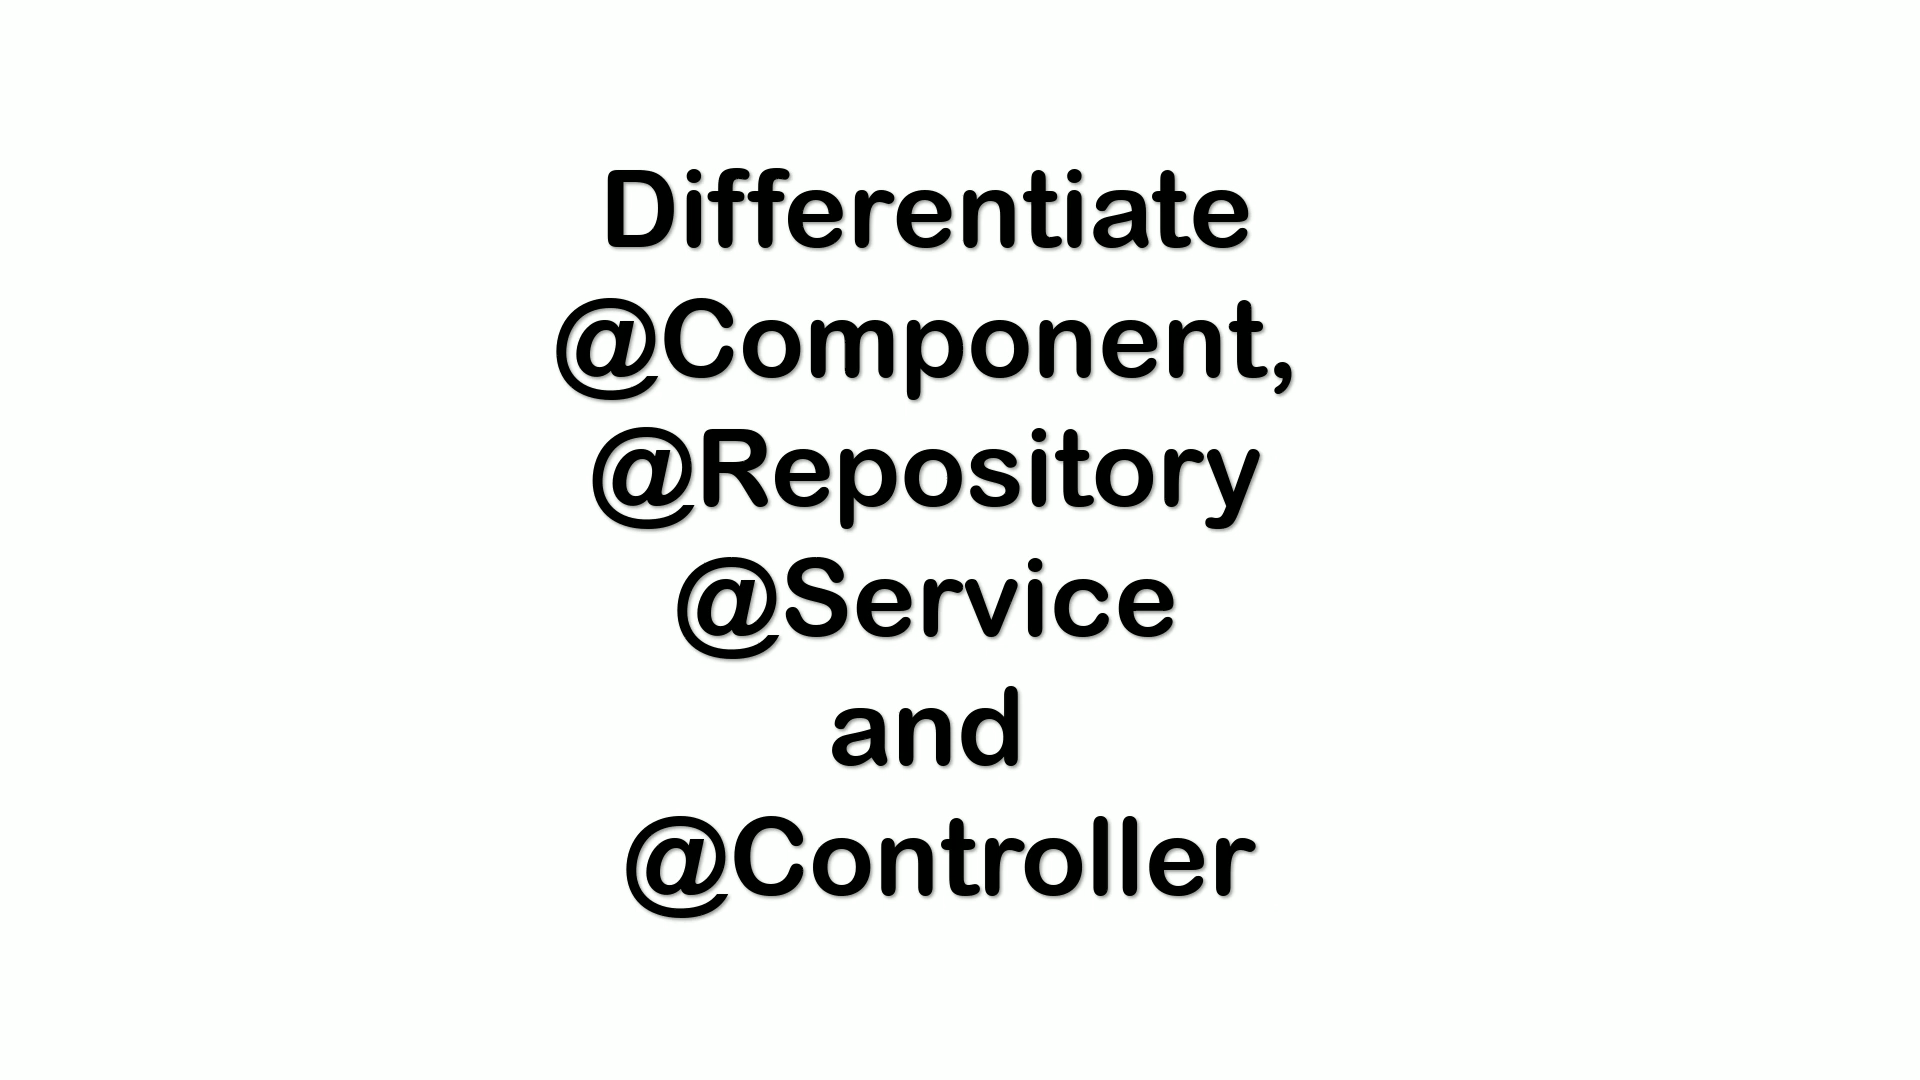 Differentiate
@Component,
@Repository
@Service
and
@Controller